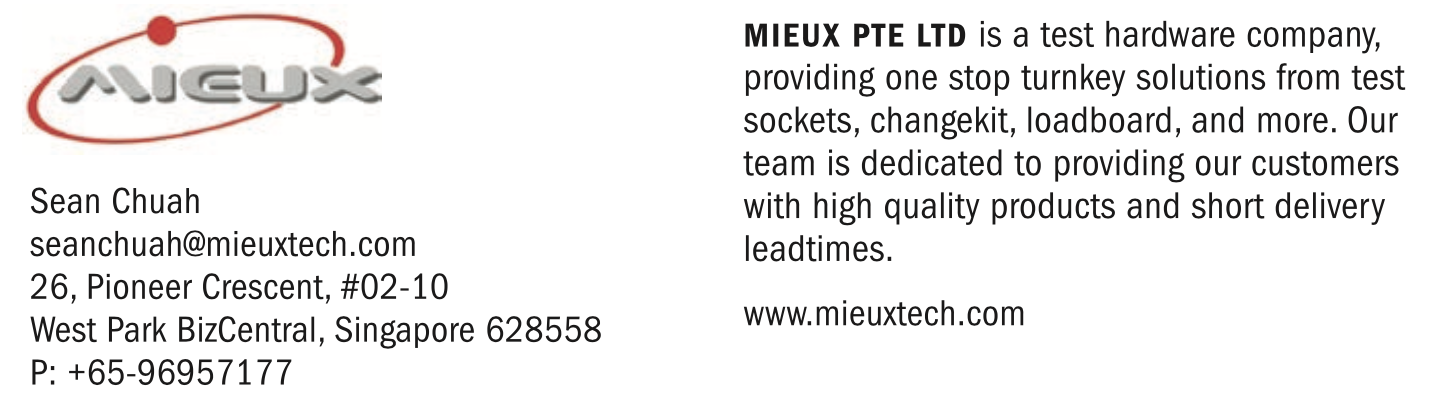 MIEUX
Sean Chuah
seanchuah@mieuxtech.com
26, Pioneer Crescent, #02-10
West Park BizCentral, Singapore 628558
P: +65-96957177
MIEUX PTE LTD is a test hardware company,
providing one stop turnkey solutions from test
sockets, changekit, loadboard, and more. Our
team is dedicated to providing our customers
with high quality products and short delivery
leadtimes.
www.mieuxtech.com